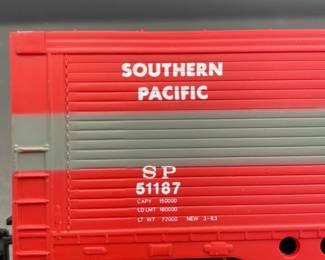 SOUTHERN
PACIFIC
SP
51187
CAPY 150000
LD LMT 160000
LT WT 72000 NEW 3-63